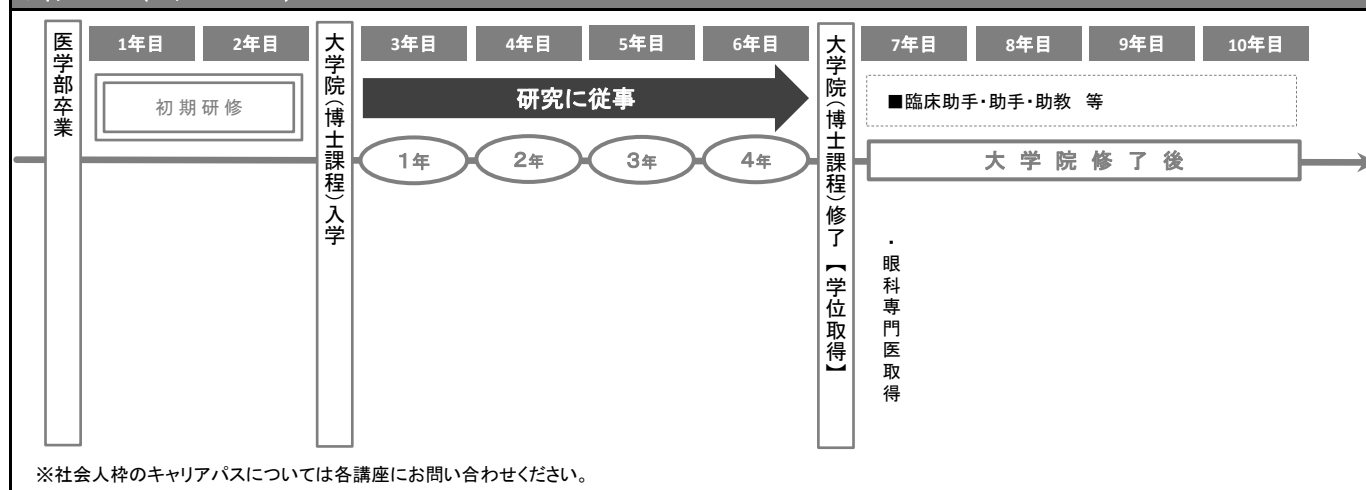 医学部卒業
1年目
2年目
初期研修
大学院(博士課程)入学
3年目
4年目
5年目
6年目
研究に従事
1年
2年
3年
4年
大学院(博士課程)修了 【学位取得】
7年目
8年目
9年目
10年目
■臨床助手・助手・助教 等
大学院修了後
・眼科専門医取得
※社会人枠のキャリアパスについては各講座にお問い合わせください。